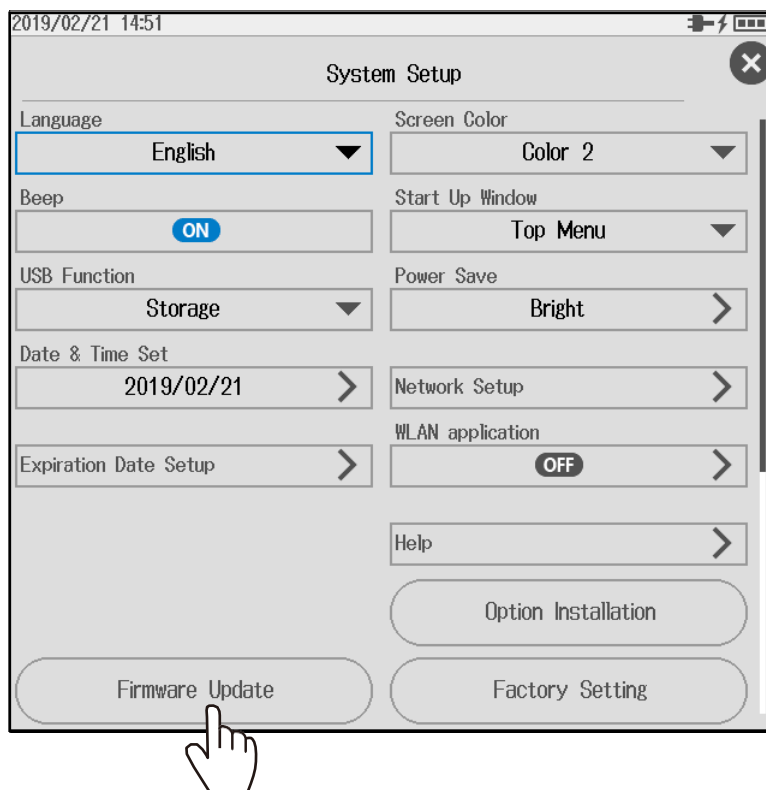 2019/02/21 14:51
System Setup
Language
English
Screen Color
Color 2
Beep
ON
Start Up Window
Top Menu
USB Function
Storage
Power Save
Bright
Date & Time Set
2019/02/21
Network Setup
WLAN application
OFF
Expiration Date Setup
Help
Option Installation
Firmware Update
Factory Setting